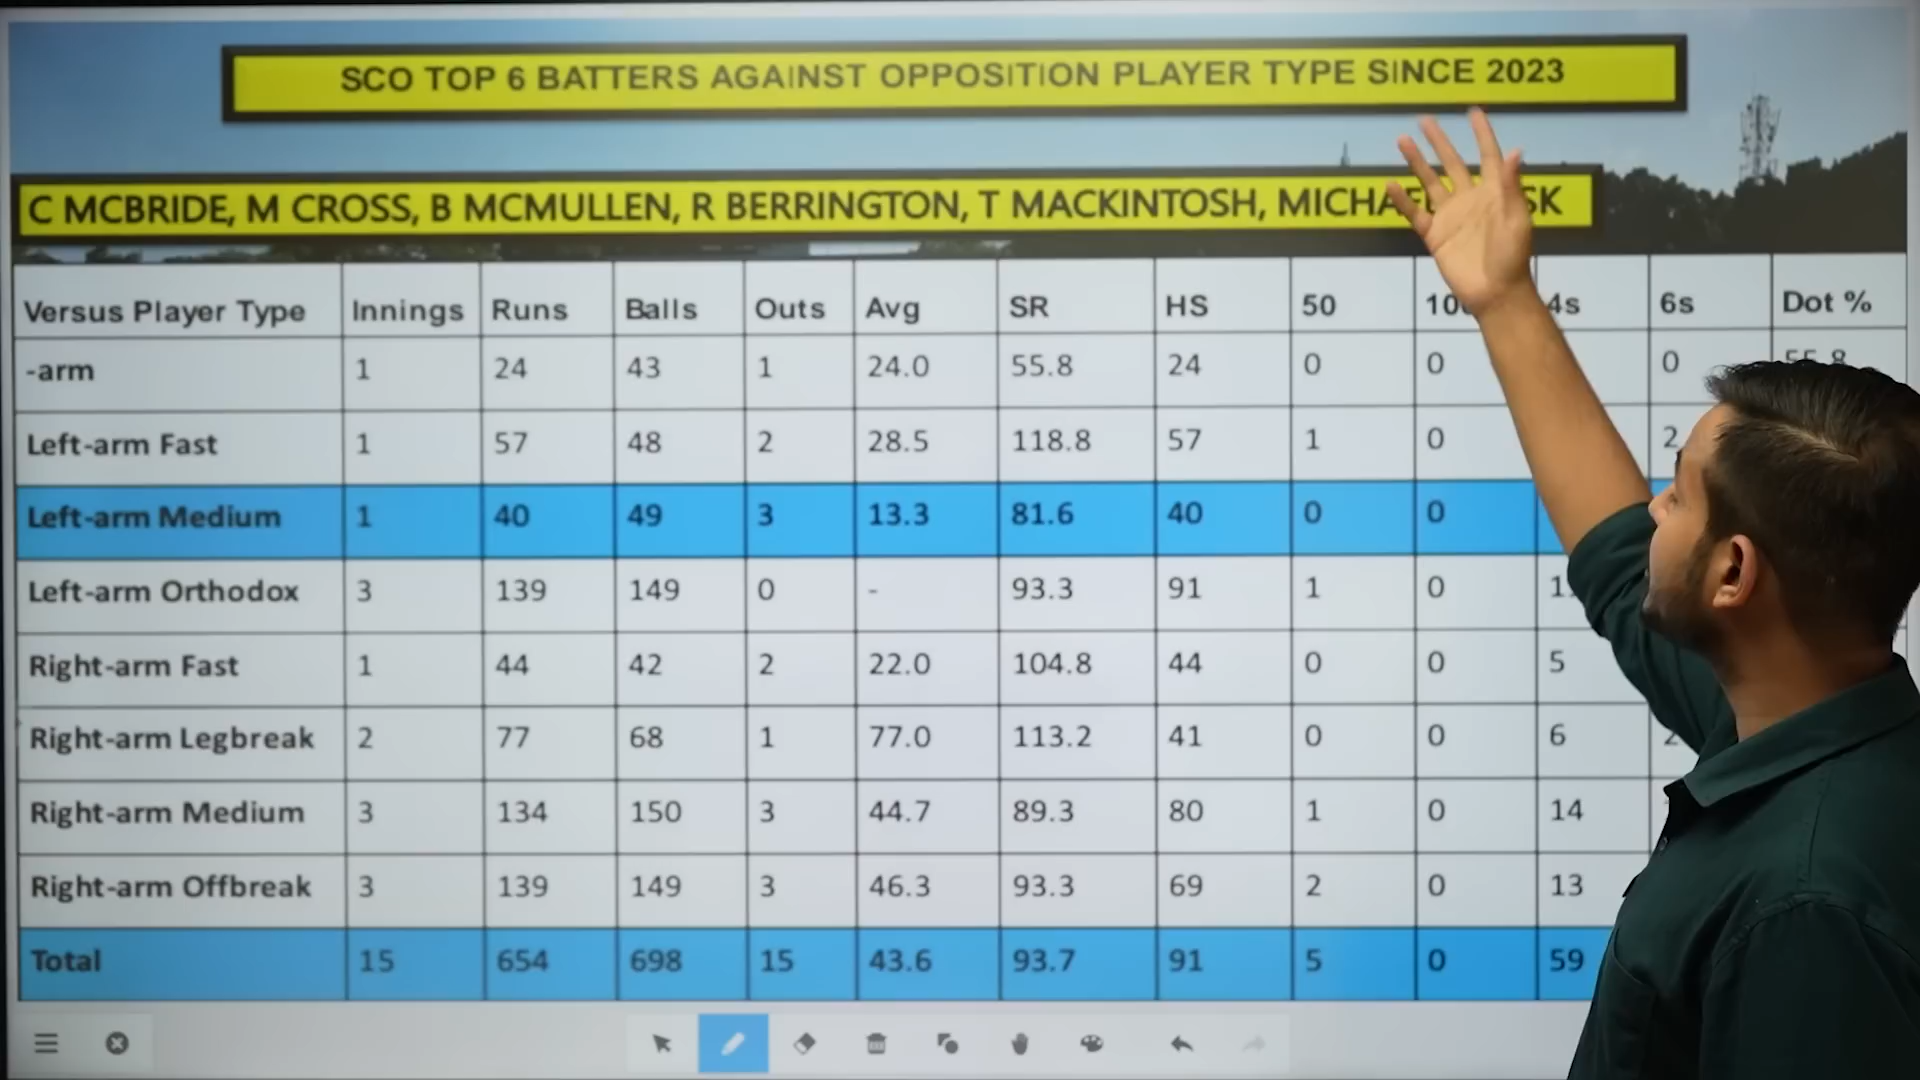 SCO TOP 6 BATTERS AGAINST OPPOSITION PLAYER TYPE SINCE 2023
C MCBRIDE, M CROSS, B MCMULLEN, R BERRINGTON, T MACKINTOSH,
Versus Player Type Innings Runs Balls Outs Avg SR HS 50 4s 6s Dot %
-arm 1 24 43 1 24.0 55.8 24 0 0 0
Left-arm Fast 1 57 48 2 28.5 118.8 57 1 0 2
Left-arm Medium 1 40 49 3 13.3 81.6 40 0 0
Left-arm Orthodox 3 139 149 0 - 93.3 91 1 0
Right-arm Fast 1 44 42 2 22.0 104.8 44 0 0 5
Right-arm Legbreak 2 77 68 1 77.0 113.2 41 0 0 6
Right-arm Medium 3 134 150 3 44.7 89.3 80 1 0 14
Right-arm Offbreak 3 139 149 3 46.3 93.3 69 2 0 13
Total 15 654 698 15 43.6 93.7 91 5 0 59